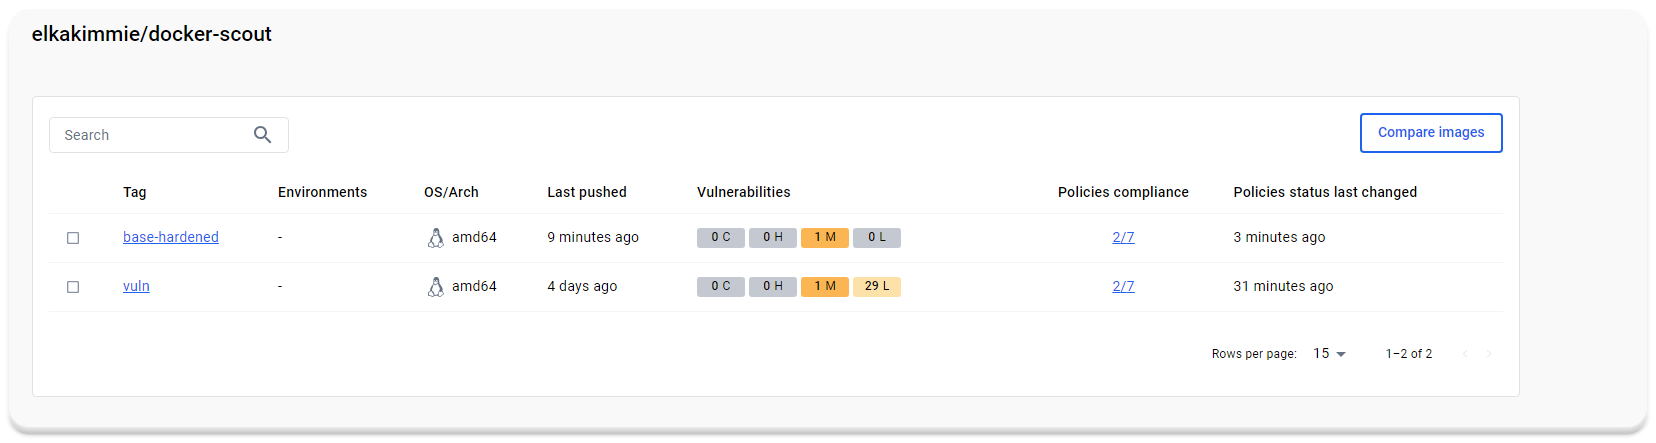 elkakimmie/docker-scout
Search
Compare images
Tag Environments OS/Arch Last pushed Vulnerabilities Policies compliance Policies status last changed
base-hardened - amd64 9 minutes ago 0 C 0 H 1 M 0 L 2/7 3 minutes ago
vuln - amd64 4 days ago 0 C 0 H 1 M 29 L 2/7 31 minutes ago
Rows per page: 15 1–2 of 2